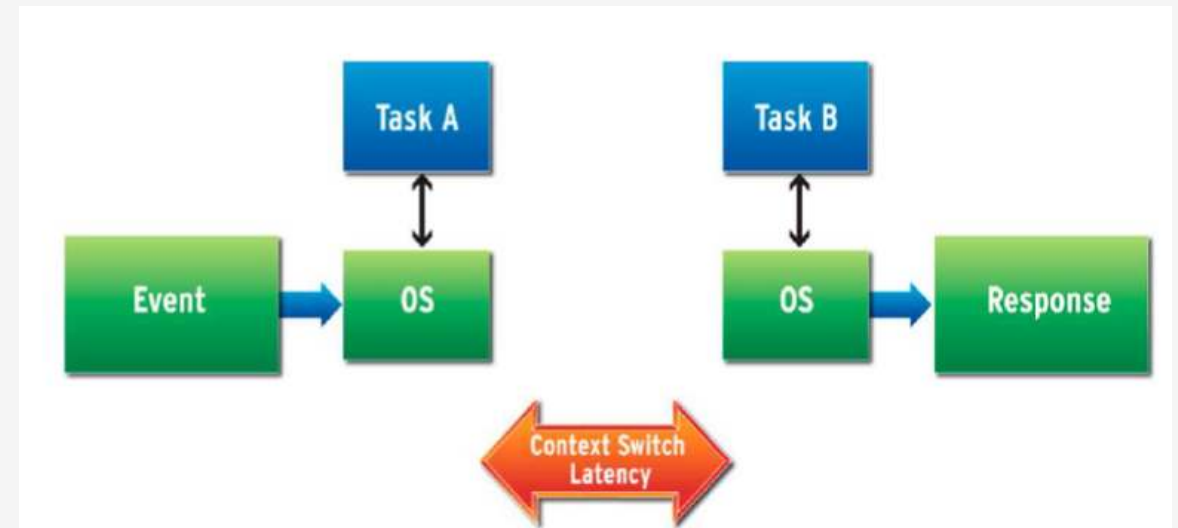 Task A
Task B
Event
OS
OS
Response
Context Switch
Latency